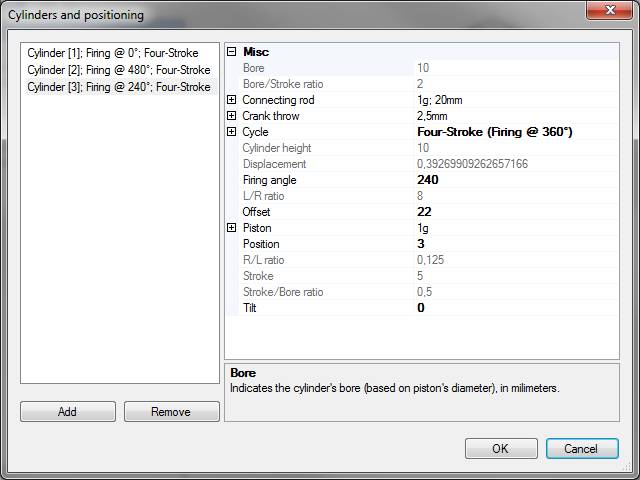 Cylinders and positioning
Cylinder [1]; Firing @ 0°; Four-Stroke
Cylinder [2]; Firing @ 480°; Four-Stroke
Cylinder [3]; Firing @ 240°; Four-Stroke
Misc
Bore 10
Bore/Stroke ratio 2
Connecting rod 1g; 20mm
Crank throw 2,5mm
Cycle Four-Stroke (Firing @ 360°)
Cylinder height 10
Displacement 0,39269909262657166
Firing angle 240
L/R ratio 8
Offset 22
Piston 1g
Position 3
R/L ratio 0,125
Stroke 5
Stroke/Bore ratio 0,5
Tilt 0
Bore
Indicates the cylinder's bore (based on piston's diameter), in milimeters.
Add Remove
OK Cancel